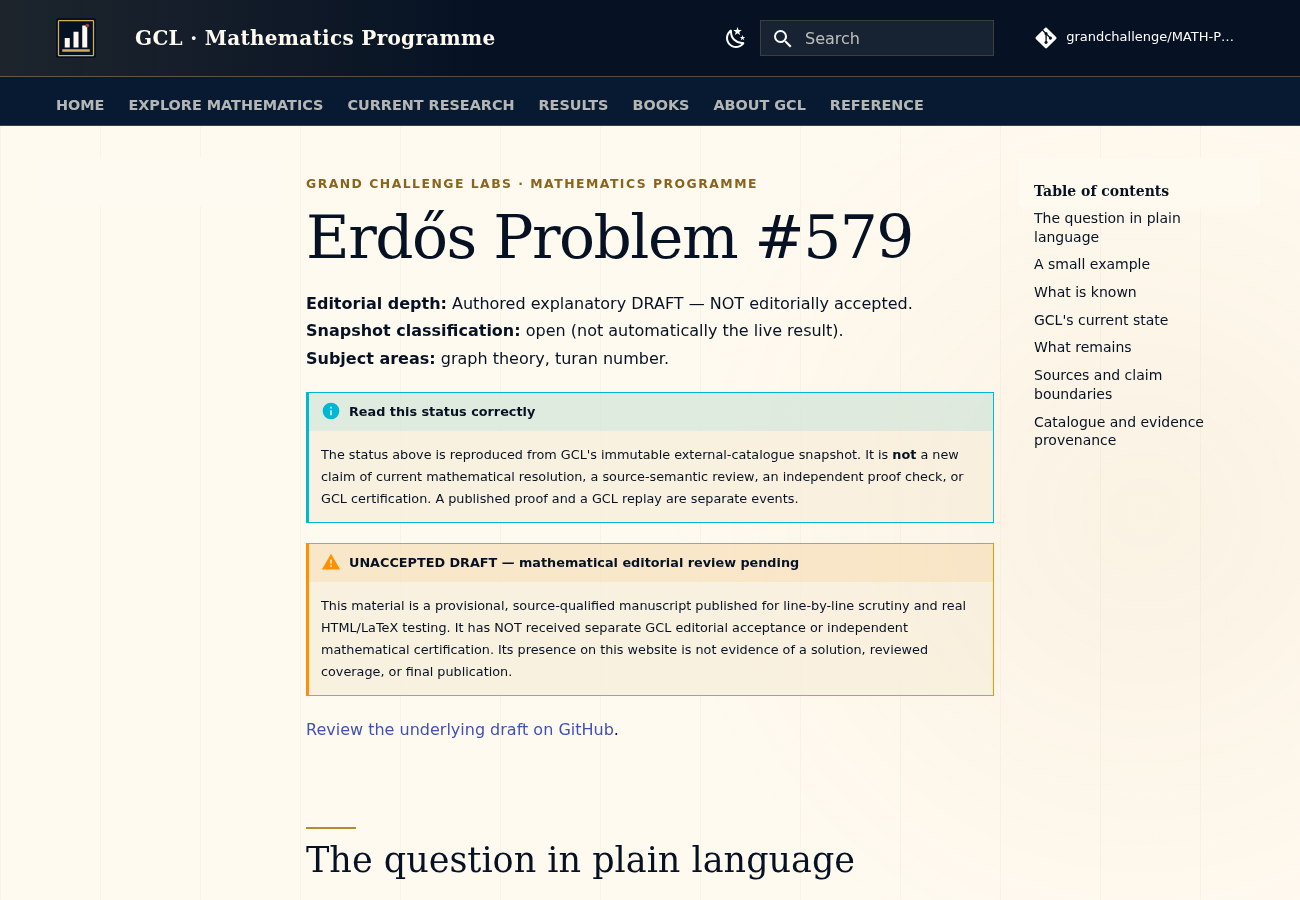 GCL · Mathematics Programme
Search
grandchallenge/MATH-P...
HOME EXPLORE MATHEMATICS CURRENT RESEARCH RESULTS BOOKS ABOUT GCL REFERENCE
GRAND CHALLENGE LABS · MATHEMATICS PROGRAMME
Erdős Problem #579
Editorial depth: Authored explanatory DRAFT — NOT editorially accepted.
Snapshot classification: open (not automatically the live result).
Subject areas: graph theory, turan number.
Read this status correctly
The status above is reproduced from GCL's immutable external-catalogue snapshot. It is not a new
claim of current mathematical resolution, a source-semantic review, an independent proof check, or
GCL certification. A published proof and a GCL replay are separate events.
UNACCEPTED DRAFT — mathematical editorial review pending
This material is a provisional, source-qualified manuscript published for line-by-line scrutiny and real
HTML/LaTeX testing. It has NOT received separate GCL editorial acceptance or independent
mathematical certification. Its presence on this website is not evidence of a solution, reviewed
coverage, or final publication.
Review the underlying draft on GitHub.
The question in plain language
Table of contents
The question in plain
language
A small example
What is known
GCL's current state
What remains
Sources and claim
boundaries
Catalogue and evidence
provenance